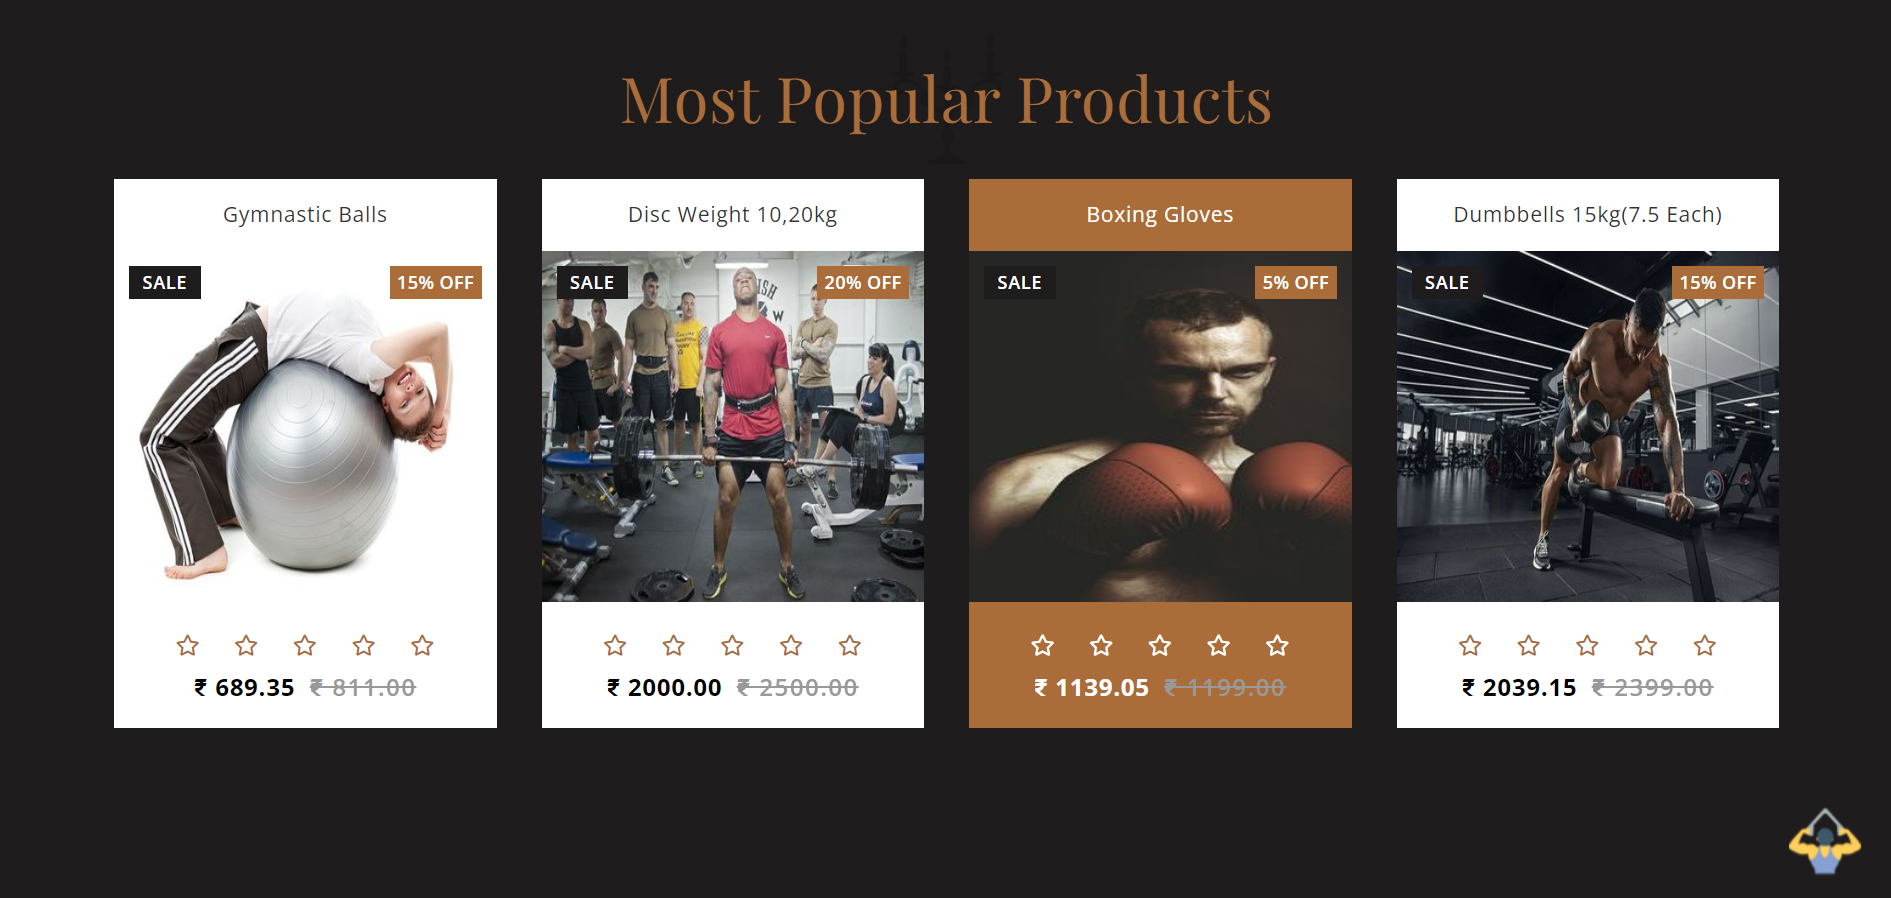 Most Popular Products
Gymnastic Balls
SALE
15% OFF
₹ 689.35 ₹ 811.00
Disc Weight 10,20kg
SALE
20% OFF
₹ 2000.00 ₹ 2500.00
Boxing Gloves
SALE
5% OFF
₹ 1139.05 ₹ 1199.00
Dumbbells 15kg(7.5 Each)
SALE
15% OFF
₹ 2039.15 ₹ 2399.00